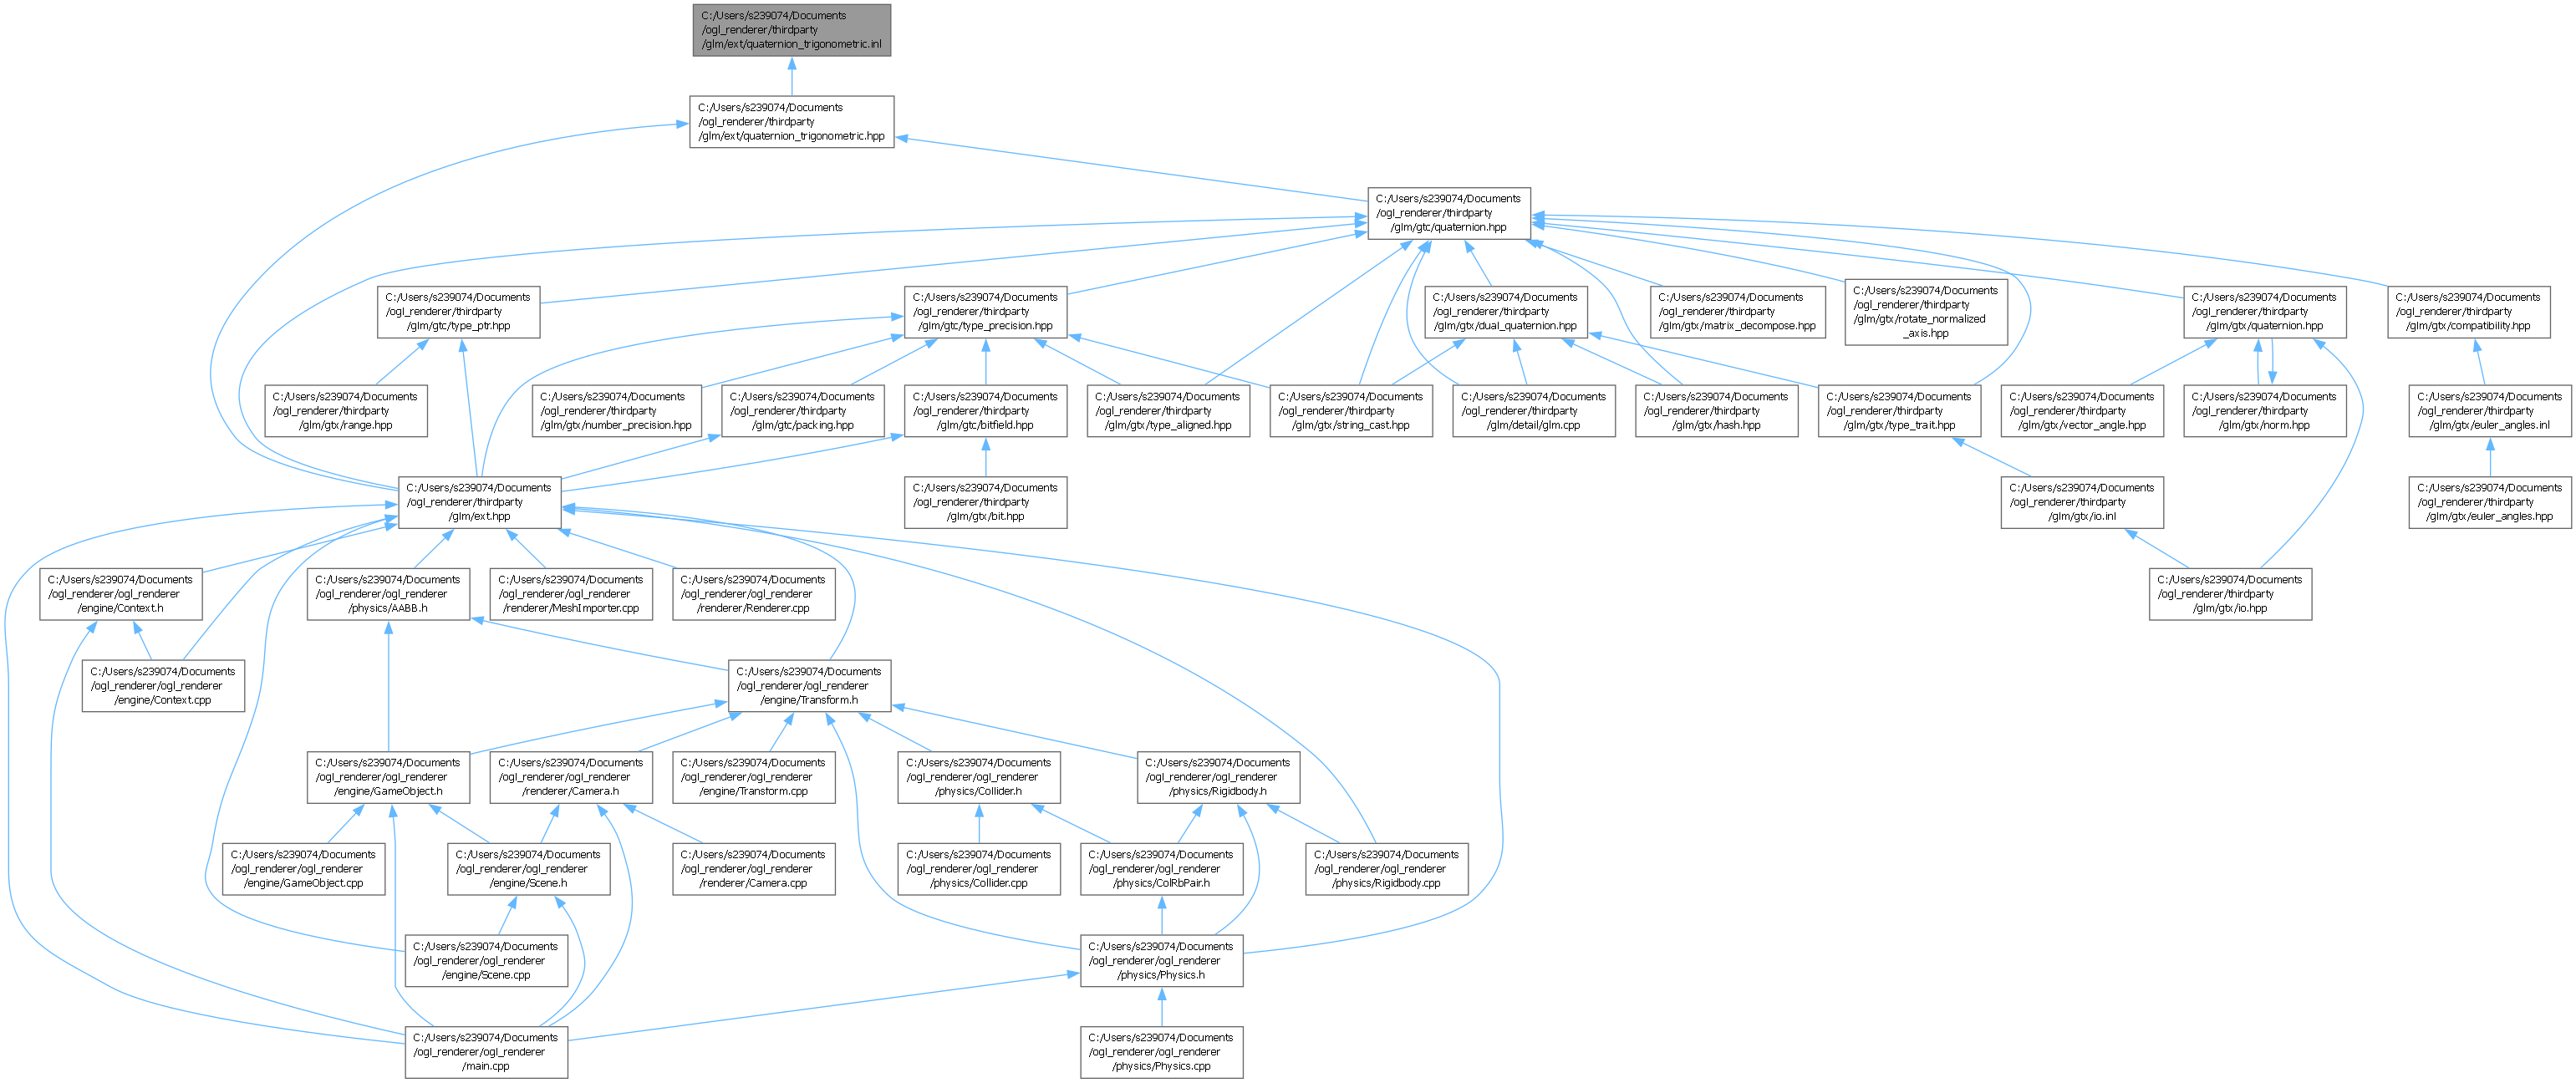 C:/Users/s239074/Documents
/ogl_renderer/thirdparty
/glm/ext/quaternion_trigonometric.inl
C:/Users/s239074/Documents
/ogl_renderer/thirdparty
/glm/ext/quaternion_trigonometric.hpp
C:/Users/s239074/Documents
/ogl_renderer/thirdparty
/glm/gtc/quaternion.hpp
C:/Users/s239074/Documents
/ogl_renderer/thirdparty
/glm/gtc/type_ptr.hpp
C:/Users/s239074/Documents
/ogl_renderer/thirdparty
/glm/gtc/type_precision.hpp
C:/Users/s239074/Documents
/ogl_renderer/thirdparty
/glm/gtx/dual_quaternion.hpp
C:/Users/s239074/Documents
/ogl_renderer/thirdparty
/glm/gtx/matrix_decompose.hpp
C:/Users/s239074/Documents
/ogl_renderer/thirdparty
/glm/gtx/rotate_normalized
_axis.hpp
C:/Users/s239074/Documents
/ogl_renderer/thirdparty
/glm/gtx/quaternion.hpp
C:/Users/s239074/Documents
/ogl_renderer/thirdparty
/glm/gtx/compatibility.hpp
C:/Users/s239074/Documents
/ogl_renderer/thirdparty
/glm/gtx/range.hpp
C:/Users/s239074/Documents
/ogl_renderer/thirdparty
/glm/gtx/number_precision.hpp
C:/Users/s239074/Documents
/ogl_renderer/thirdparty
/glm/gtc/packing.hpp
C:/Users/s239074/Documents
/ogl_renderer/thirdparty
/glm/gtc/bitfield.hpp
C:/Users/s239074/Documents
/ogl_renderer/thirdparty
/glm/gtx/type_aligned.hpp
C:/Users/s239074/Documents
/ogl_renderer/thirdparty
/glm/gtx/string_cast.hpp
C:/Users/s239074/Documents
/ogl_renderer/thirdparty
/glm/detail/glm.cpp
C:/Users/s239074/Documents
/ogl_renderer/thirdparty
/glm/gtx/hash.hpp
C:/Users/s239074/Documents
/ogl_renderer/thirdparty
/glm/gtx/type_trait.hpp
C:/Users/s239074/Documents
/ogl_renderer/thirdparty
/glm/gtx/vector_angle.hpp
C:/Users/s239074/Documents
/ogl_renderer/thirdparty
/glm/gtx/norm.hpp
C:/Users/s239074/Documents
/ogl_renderer/thirdparty
/glm/gtx/euler_angles.inl
C:/Users/s239074/Documents
/ogl_renderer/thirdparty
/glm/ext.hpp
C:/Users/s239074/Documents
/ogl_renderer/thirdparty
/glm/gtx/bit.hpp
C:/Users/s239074/Documents
/ogl_renderer/thirdparty
/glm/gtx/io.inl
C:/Users/s239074/Documents
/ogl_renderer/thirdparty
/glm/gtx/euler_angles.hpp
C:/Users/s239074/Documents
/ogl_renderer/ogl_renderer
/engine/Context.h
C:/Users/s239074/Documents
/ogl_renderer/ogl_renderer
/physics/AABB.h
C:/Users/s239074/Documents
/ogl_renderer/ogl_renderer
/renderer/MeshImporter.cpp
C:/Users/s239074/Documents
/ogl_renderer/ogl_renderer
/renderer/Renderer.cpp
C:/Users/s239074/Documents
/ogl_renderer/thirdparty
/glm/gtx/io.hpp
C:/Users/s239074/Documents
/ogl_renderer/ogl_renderer
/engine/Context.cpp
C:/Users/s239074/Documents
/ogl_renderer/ogl_renderer
/engine/Transform.h
C:/Users/s239074/Documents
/ogl_renderer/ogl_renderer
/engine/GameObject.h
C:/Users/s239074/Documents
/ogl_renderer/ogl_renderer
/renderer/Camera.h
C:/Users/s239074/Documents
/ogl_renderer/ogl_renderer
/engine/Transform.cpp
C:/Users/s239074/Documents
/ogl_renderer/ogl_renderer
/physics/Collider.h
C:/Users/s239074/Documents
/ogl_renderer/ogl_renderer
/physics/Rigidbody.h
C:/Users/s239074/Documents
/ogl_renderer/ogl_renderer
/engine/GameObject.cpp
C:/Users/s239074/Documents
/ogl_renderer/ogl_renderer
/engine/Scene.h
C:/Users/s239074/Documents
/ogl_renderer/ogl_renderer
/renderer/Camera.cpp
C:/Users/s239074/Documents
/ogl_renderer/ogl_renderer
/physics/Collider.cpp
C:/Users/s239074/Documents
/ogl_renderer/ogl_renderer
/physics/ColRbPair.h
C:/Users/s239074/Documents
/ogl_renderer/ogl_renderer
/physics/Rigidbody.cpp
C:/Users/s239074/Documents
/ogl_renderer/ogl_renderer
/engine/Scene.cpp
C:/Users/s239074/Documents
/ogl_renderer/ogl_renderer
/physics/Physics.h
C:/Users/s239074/Documents
/ogl_renderer/ogl_renderer
/main.cpp
C:/Users/s239074/Documents
/ogl_renderer/ogl_renderer
/physics/Physics.cpp